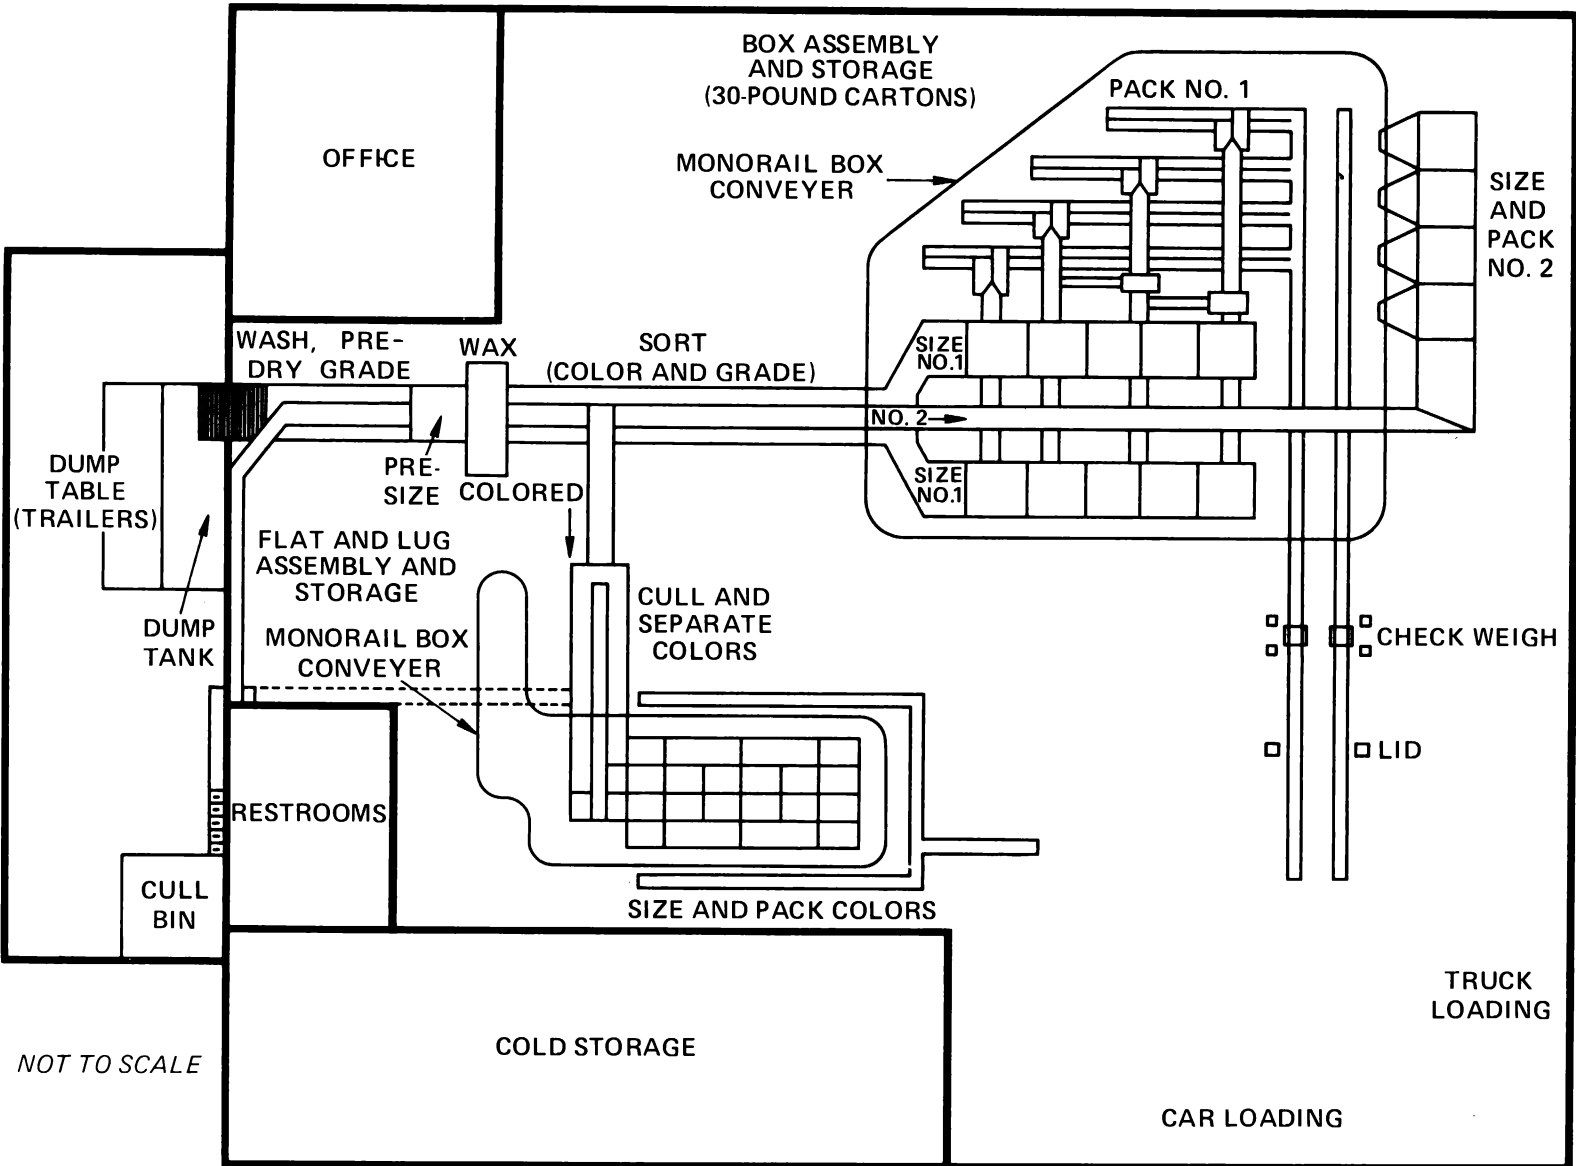 BOX ASSEMBLY
AND STORAGE
(30-POUND CARTONS)
PACK NO. 1
OFFICE
MONORAIL BOX
CONVEYER
SIZE
AND
PACK
NO. 2
WASH, PRE-
DRY GRADE
WAX
SORT
(COLOR AND GRADE)
SIZE
NO.1
NO. 2
PRE-
SIZE
COLORED
SIZE
NO.1
DUMP
TABLE
(TRAILERS)
FLAT AND LUG
ASSEMBLY AND
STORAGE
CULL AND
SEPARATE
COLORS
DUMP
TANK
MONORAIL BOX
CONVEYER
CHECK WEIGH
LID
RESTROOMS
CULL
BIN
SIZE AND PACK COLORS
TRUCK
LOADING
COLD STORAGE
NOT TO SCALE
CAR LOADING